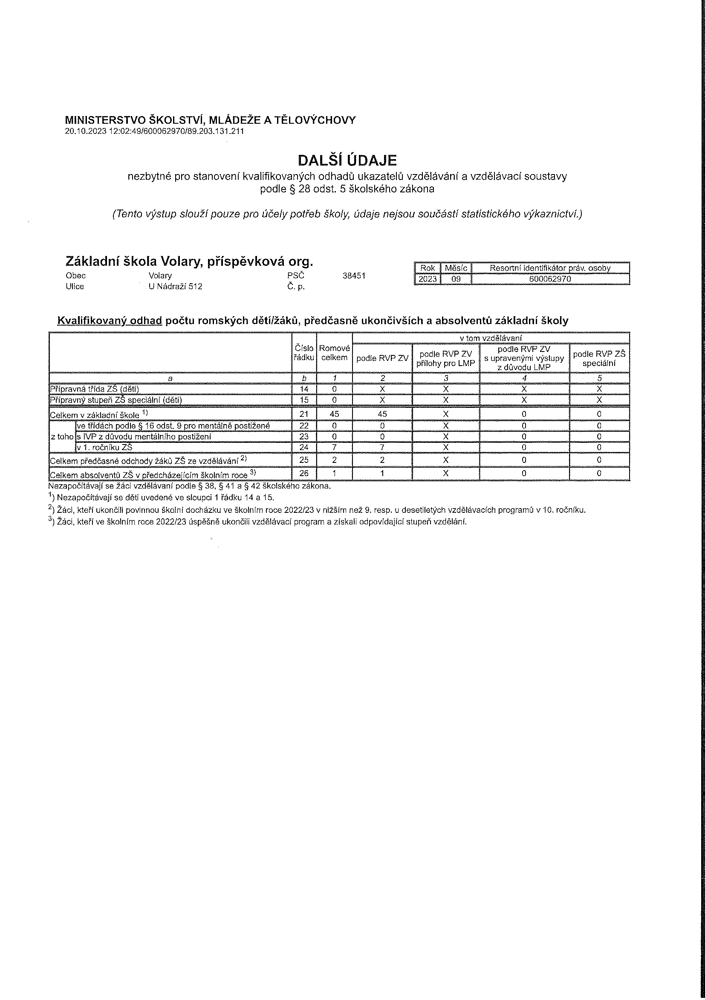 MINISTERSTVO ŠKOLSTVÍ, MLÁDEŽE A TĚLOVÝCHOVY
20.10.2023 12:02:49/600062970/89.203.131.211
DALŠÍ ÚDAJE
nezbytné pro stanovení kvalifikovaných odhadů ukazatelů vzdělávání a vzdělávací soustavy
podle § 28 odst. 5 školského zákona
(Tento výstup slouží pouze pro účely potřeb školy, údaje nejsou součástí statistického výkaznictví.)
Základní škola Volary, příspěvková org.
Obec Volary PSČ 38451
Ulice U Nádraží 512 Č. p.
Rok Měsíc Resortní identifikátor práv. osoby
2023 09 600062970
Kvalifikovaný odhad počtu romských dětí/žáků, předčasně ukončivších a absolventů základní školy
Číslo řádku Romové celkem v tom vzdělávaní
podle RVP ZV podle RVP ZV přílohy pro LMP podle RVP ZV s upravenými výstupy z důvodu LMP podle RVP ZŠ speciální
a b 1 2 3 4 5
Přípravná třída ZŠ (děti) 14 0 X X X X
Přípravný stupeň ZŠ speciální (děti) 15 0 X X X X
Celkem v základní škole 1) 21 45 45 X 0 0
ve třídách podle § 16 odst. 9 pro mentálně postižené 22 0 0 X 0 0
z toho s IVP z důvodu mentálního postižení 23 0 0 X 0 0
v 1. ročníku ZŠ 24 7 7 X 0 0
Celkem předčasné odchody žáků ZŠ ze vzdělávání 2) 25 2 2 X 0 0
Celkem absolventů ZŠ v předcházejícím školním roce 3) 26 1 1 X 0 0
Nezapočítávají se žáci vzdělávaní podle § 38, § 41 a § 42 školského zákona.
1) Nezapočítávají se děti uvedené ve sloupci 1 řádku 14 a 15.
2) Žáci, kteří ukončili povinnou školní docházku ve školním roce 2022/23 v nižším než 9. resp. u desetiletých vzdělávacích programů v 10. ročníku.
3) Žáci, kteří ve školním roce 2022/23 úspěšně ukončili vzdělávací program a získali odpovídající stupeň vzdělání.